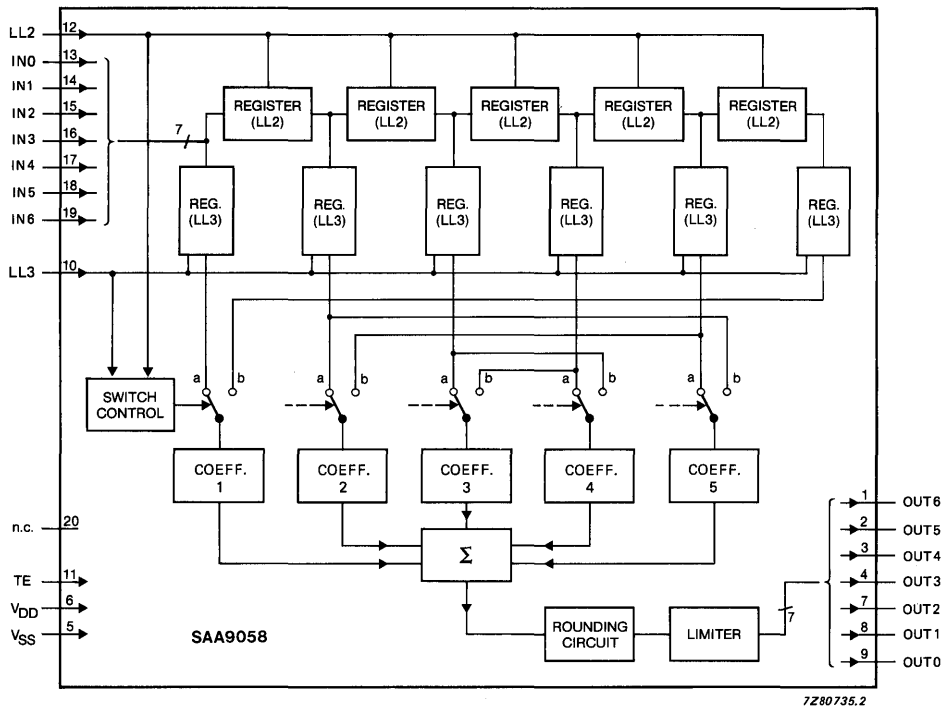 LL2 12
IN0 13
IN1 14
IN2 15
IN3 16
IN4 17
IN5 18
IN6 19
7
REGISTER
(LL2)
REGISTER
(LL2)
REGISTER
(LL2)
REGISTER
(LL2)
REGISTER
(LL2)
REG.
(LL3)
REG.
(LL3)
REG.
(LL3)
REG.
(LL3)
REG.
(LL3)
REG.
(LL3)
LL3 10
a b
a b
a b
a b
a b
SWITCH
CONTROL
COEFF.
1
COEFF.
2
COEFF.
3
COEFF.
4
COEFF.
5
Σ
n.c. 20
TE 11
VDD 6
VSS 5
SAA9058
ROUNDING
CIRCUIT
LIMITER
7
1 OUT6
2 OUT5
3 OUT4
4 OUT3
7 OUT2
8 OUT1
9 OUT0
7Z80735.2